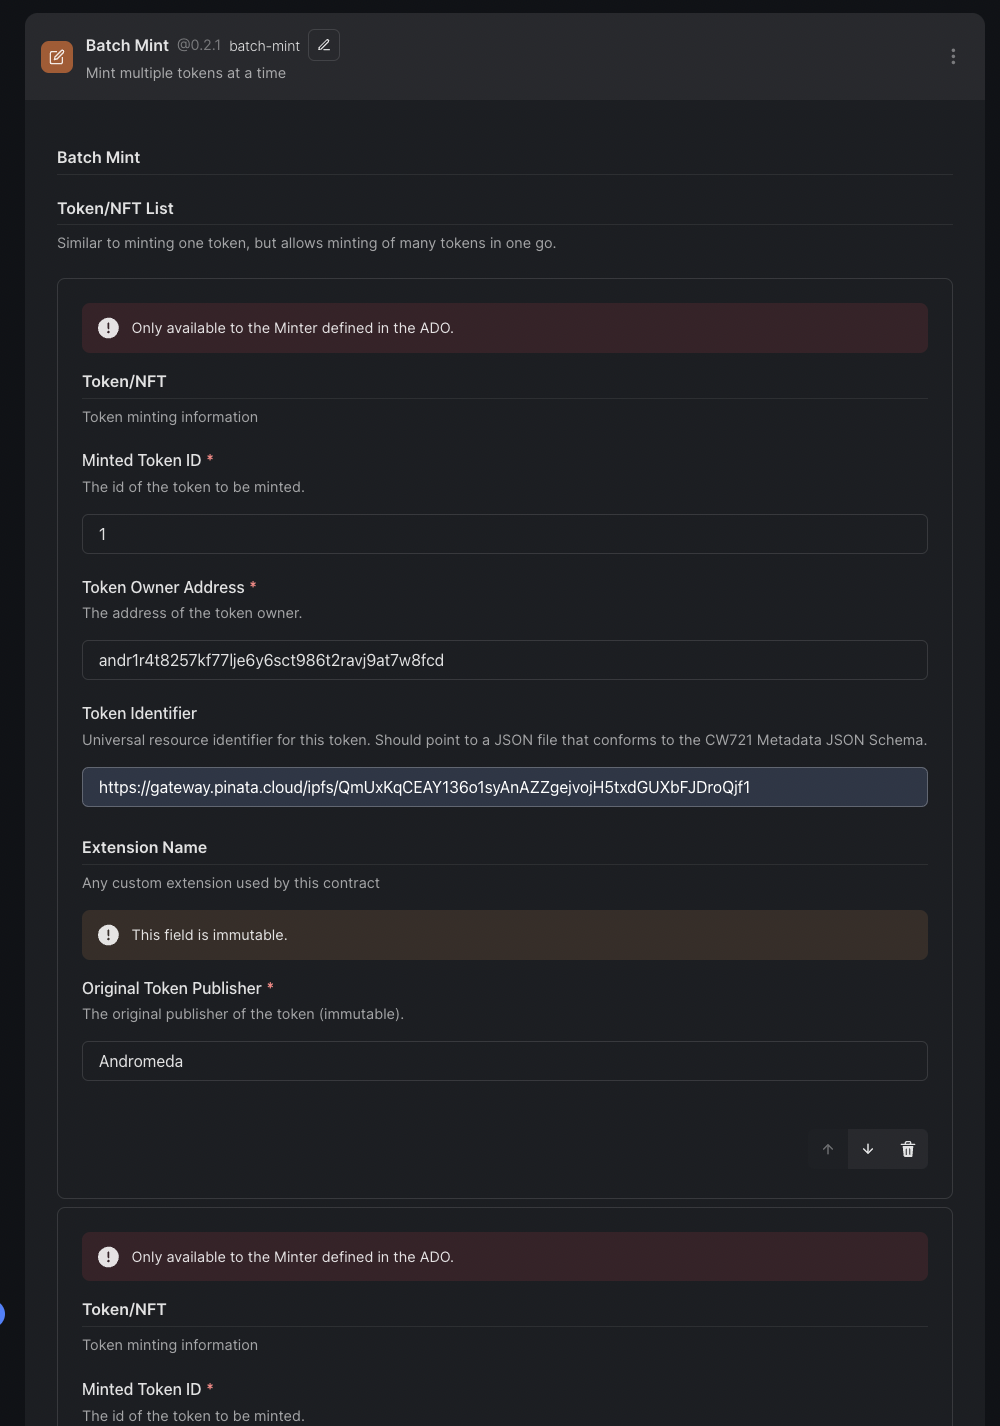 Batch Mint @0.2.1 batch-mint
Mint multiple tokens at a time
Batch Mint
Token/NFT List
Similar to minting one token, but allows minting of many tokens in one go.
Only available to the Minter defined in the ADO.
Token/NFT
Token minting information
Minted Token ID *
The id of the token to be minted.
1
Token Owner Address *
The address of the token owner.
andr1r4t8257kf77lje6y6sct986t2ravj9at7w8fcd
Token Identifier
Universal resource identifier for this token. Should point to a JSON file that conforms to the CW721 Metadata JSON Schema.
https://gateway.pinata.cloud/ipfs/QmUxKqCEAY136o1syAnAZZgejvojH5txdGUXbFJDroQjf1
Extension Name
Any custom extension used by this contract
This field is immutable.
Original Token Publisher *
The original publisher of the token (immutable).
Andromeda
Only available to the Minter defined in the ADO.
Token/NFT
Token minting information
Minted Token ID *
The id of the token to be minted.